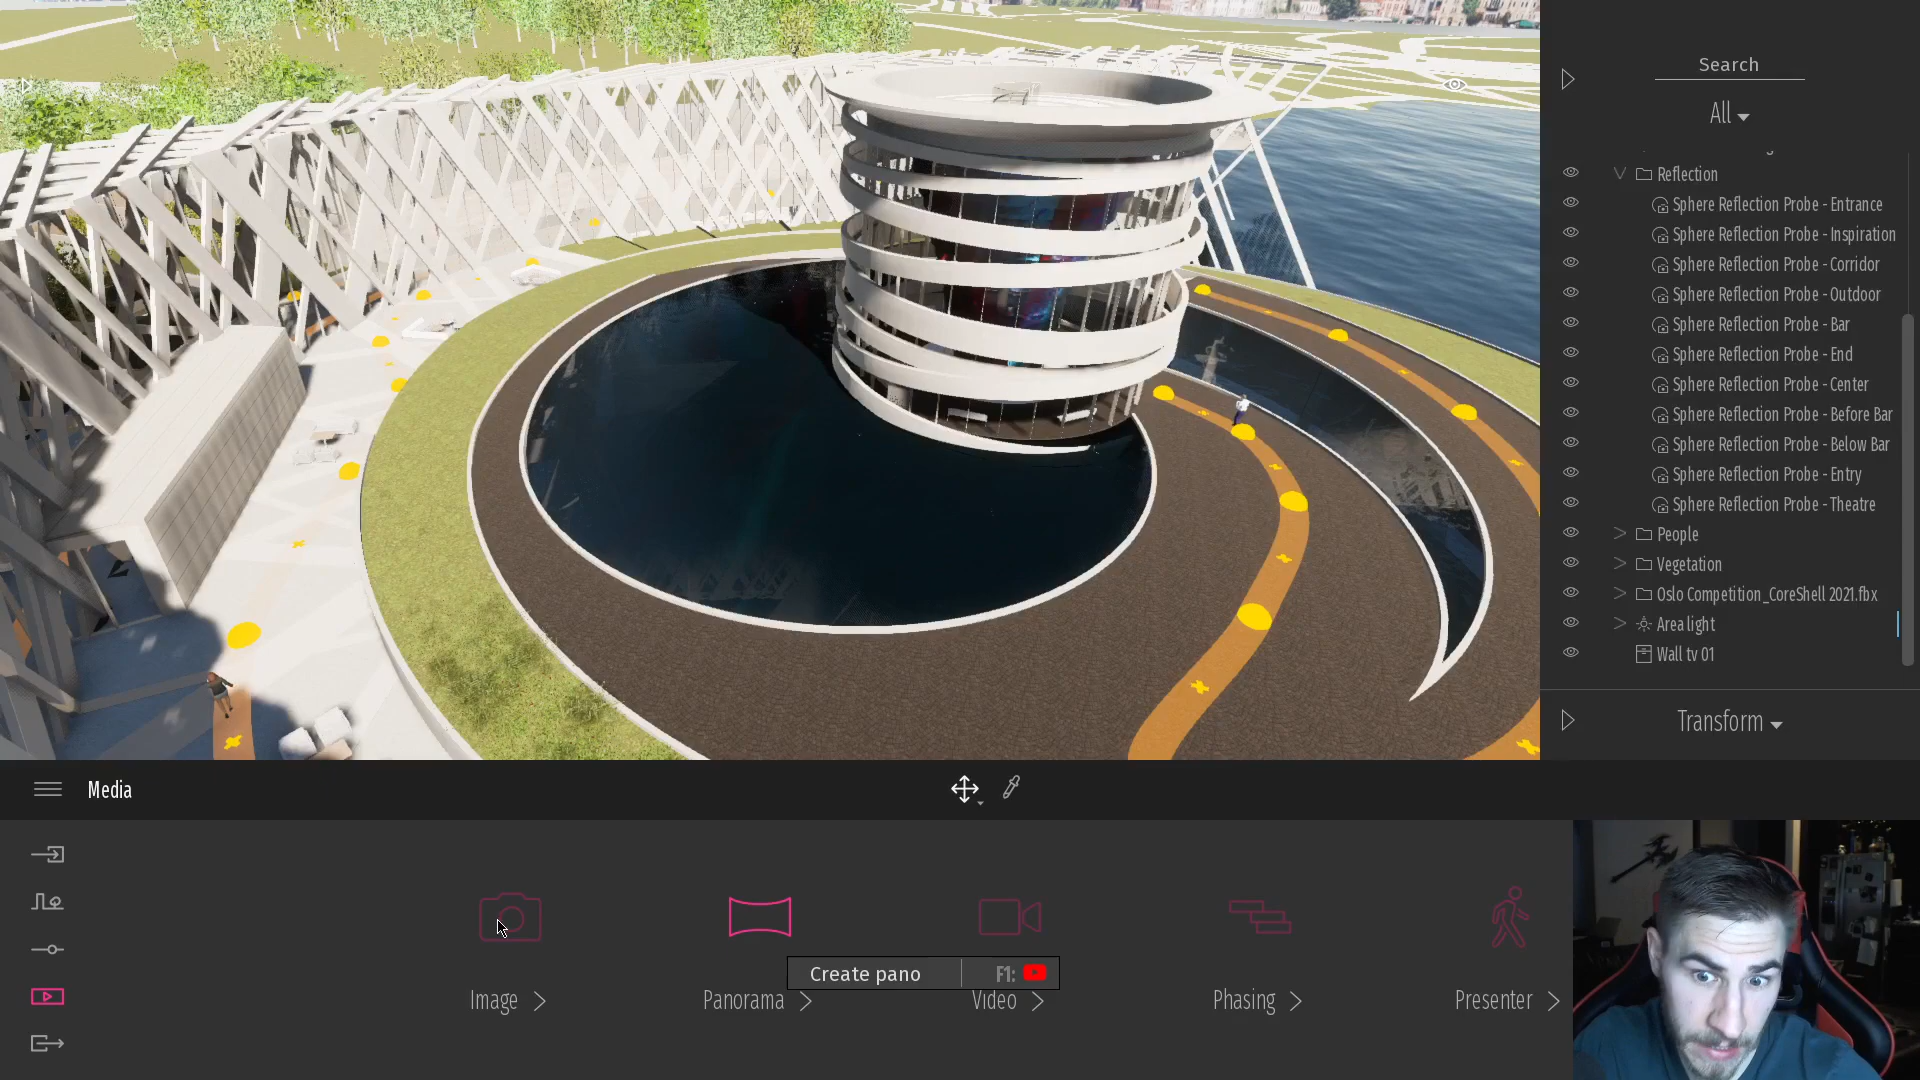 Search
All
Reflection
Sphere Reflection Probe - Entrance
Sphere Reflection Probe - Inspiration
Sphere Reflection Probe - Corridor
Sphere Reflection Probe - Outdoor
Sphere Reflection Probe - Bar
Sphere Reflection Probe - End
Sphere Reflection Probe - Center
Sphere Reflection Probe - Before Bar
Sphere Reflection Probe - Below Bar
Sphere Reflection Probe - Entry
Sphere Reflection Probe - Theatre
People
Vegetation
Oslo Competition_CoreShell 2021.fbx
Area light
Wall tv 01
Transform
Media
Create pano F1:
Image
Panorama
Video
Phasing
Presenter